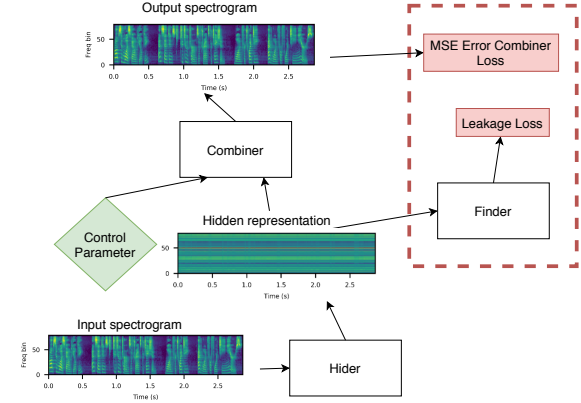 Output spectrogram
Freq bin
50
0
0.0 0.5 1.0 1.5 2.0 2.5
Time (s)
MSE Error Combiner
Loss
Leakage Loss
Combiner
Control
Parameter
Hidden representation
50
0
0.0 0.5 1.0 1.5 2.0 2.5
Time (s)
Finder
Input spectrogram
Freq bin
50
0
0.0 0.5 1.0 1.5 2.0 2.5
Time (s)
Hider